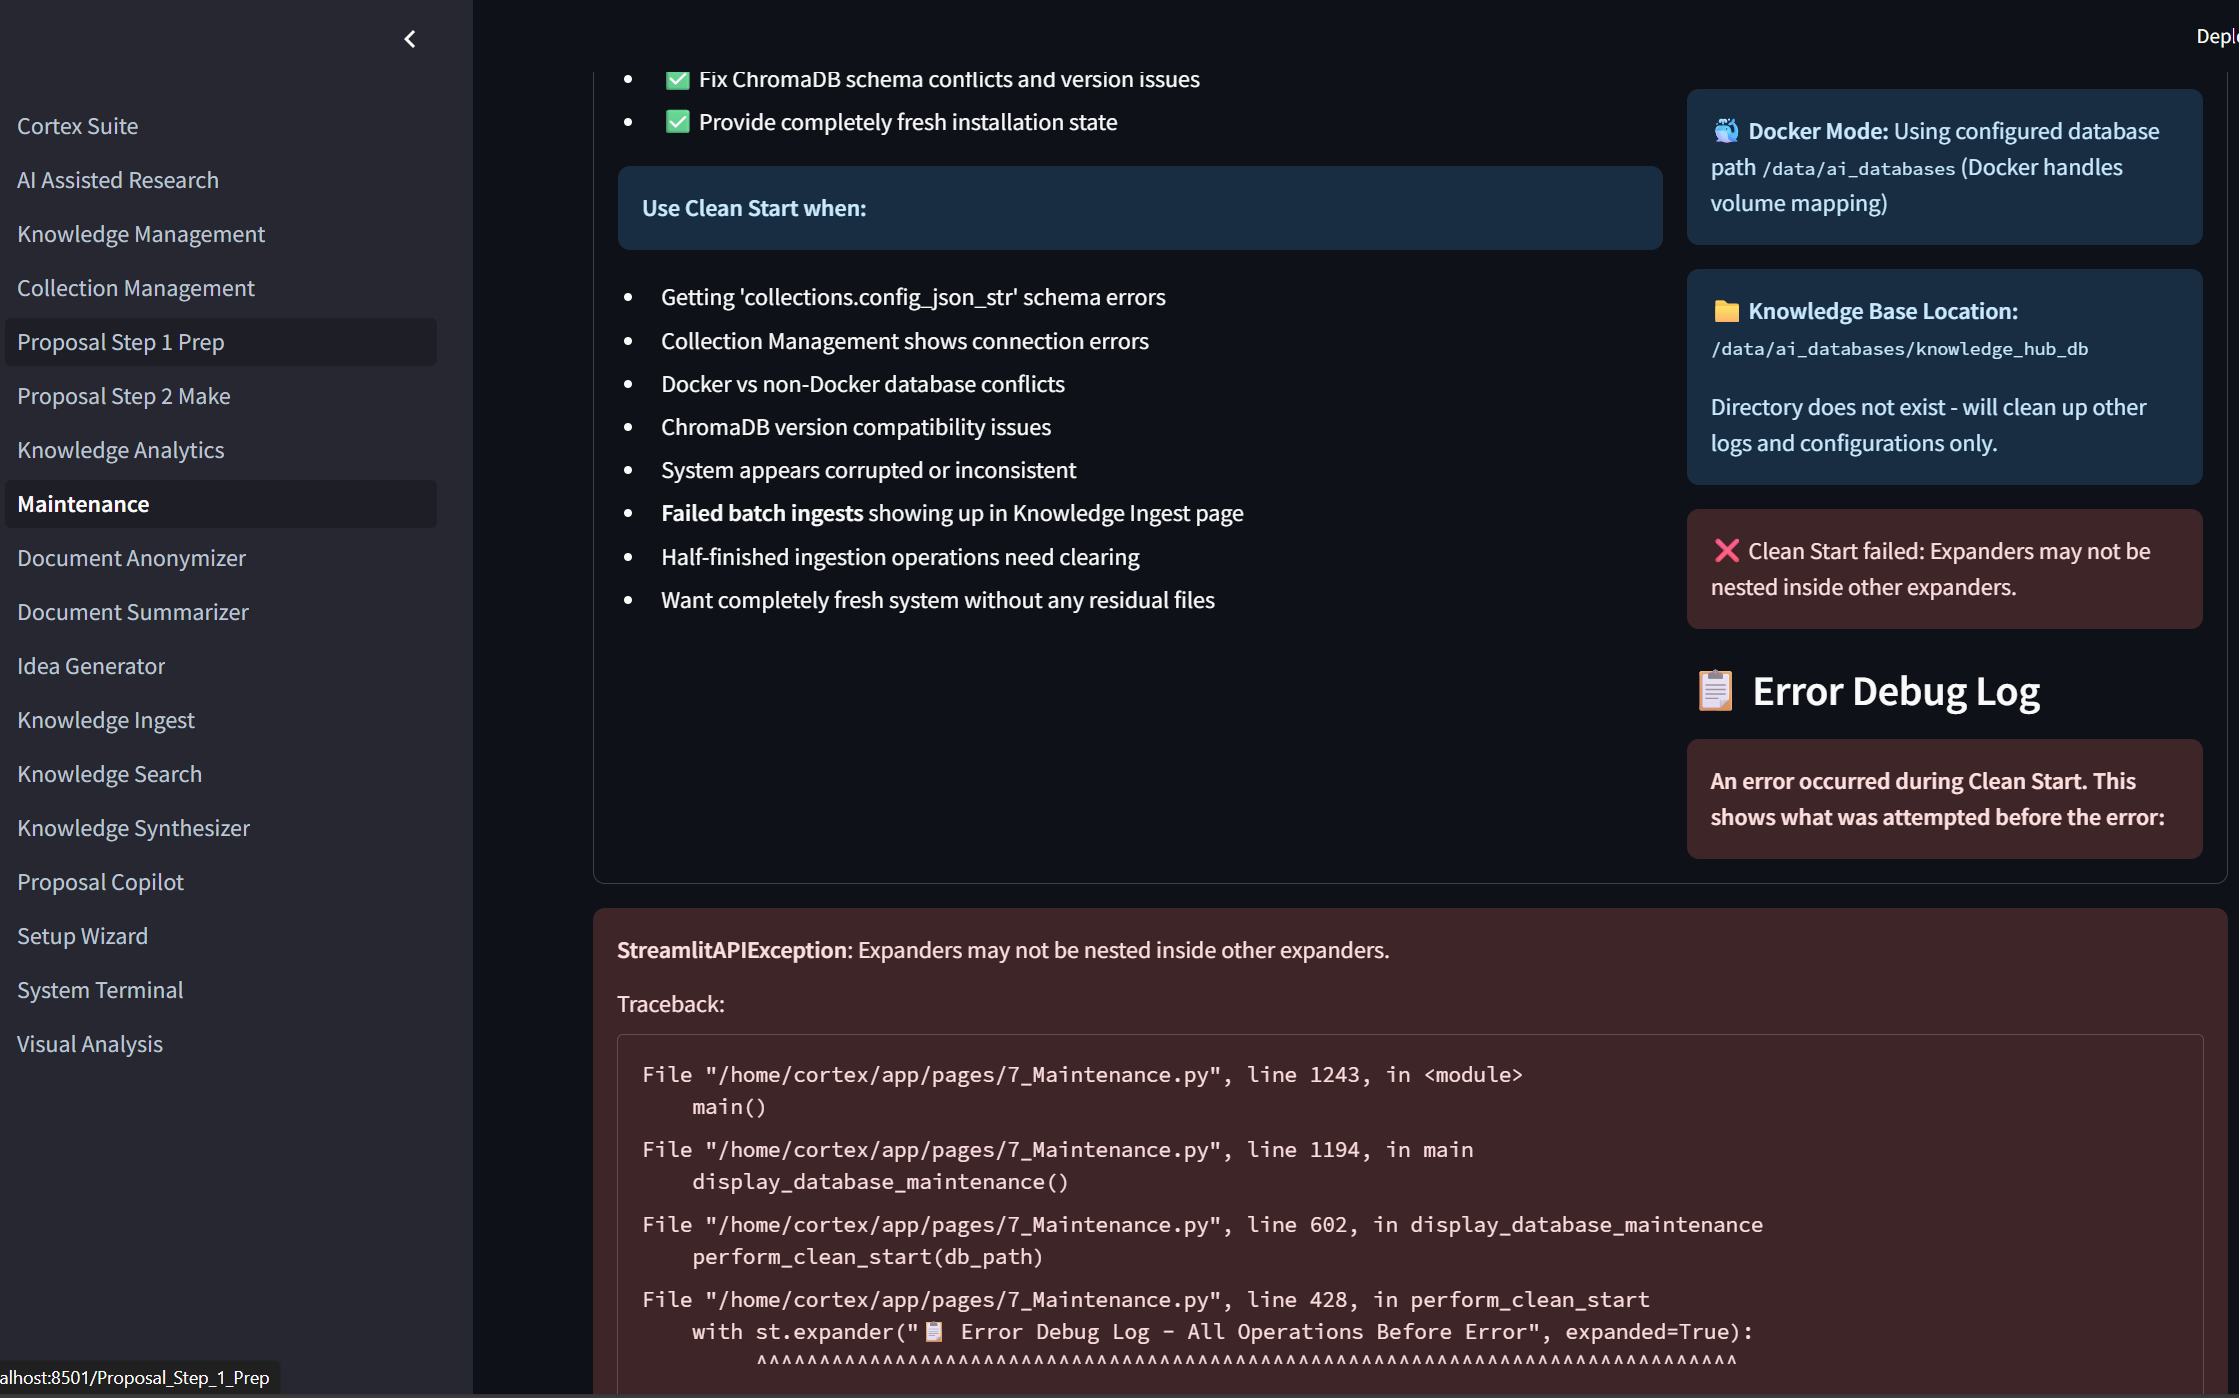 Deplo
Cortex Suite
AI Assisted Research
Knowledge Management
Collection Management
Proposal Step 1 Prep
Proposal Step 2 Make
Knowledge Analytics
Maintenance
Document Anonymizer
Document Summarizer
Idea Generator
Knowledge Ingest
Knowledge Search
Knowledge Synthesizer
Proposal Copilot
Setup Wizard
System Terminal
Visual Analysis
alhost:8501/Proposal_Step_1_Prep
• ✅ Fix ChromaDB schema conflicts and version issues
• ✅ Provide completely fresh installation state
Use Clean Start when:
• Getting 'collections.config_json_str' schema errors
• Collection Management shows connection errors
• Docker vs non-Docker database conflicts
• ChromaDB version compatibility issues
• System appears corrupted or inconsistent
• Failed batch ingests showing up in Knowledge Ingest page
• Half-finished ingestion operations need clearing
• Want completely fresh system without any residual files
🐳 Docker Mode: Using configured database
path /data/ai_databases (Docker handles
volume mapping)
📁 Knowledge Base Location:
/data/ai_databases/knowledge_hub_db
Directory does not exist - will clean up other
logs and configurations only.
❌ Clean Start failed: Expanders may not be
nested inside other expanders.
📋 Error Debug Log
An error occurred during Clean Start. This
shows what was attempted before the error:
StreamlitAPIException: Expanders may not be nested inside other expanders.
Traceback:
File "/home/cortex/app/pages/7_Maintenance.py", line 1243, in <module>
main()
File "/home/cortex/app/pages/7_Maintenance.py", line 1194, in main
display_database_maintenance()
File "/home/cortex/app/pages/7_Maintenance.py", line 602, in display_database_maintenance
perform_clean_start(db_path)
File "/home/cortex/app/pages/7_Maintenance.py", line 428, in perform_clean_start
with st.expander("📋 Error Debug Log - All Operations Before Error", expanded=True):
^^^^^^^^^^^^^^^^^^^^^^^^^^^^^^^^^^^^^^^^^^^^^^^^^^^^^^^^^^^^^^^^^^^^^^^^^^^^^^